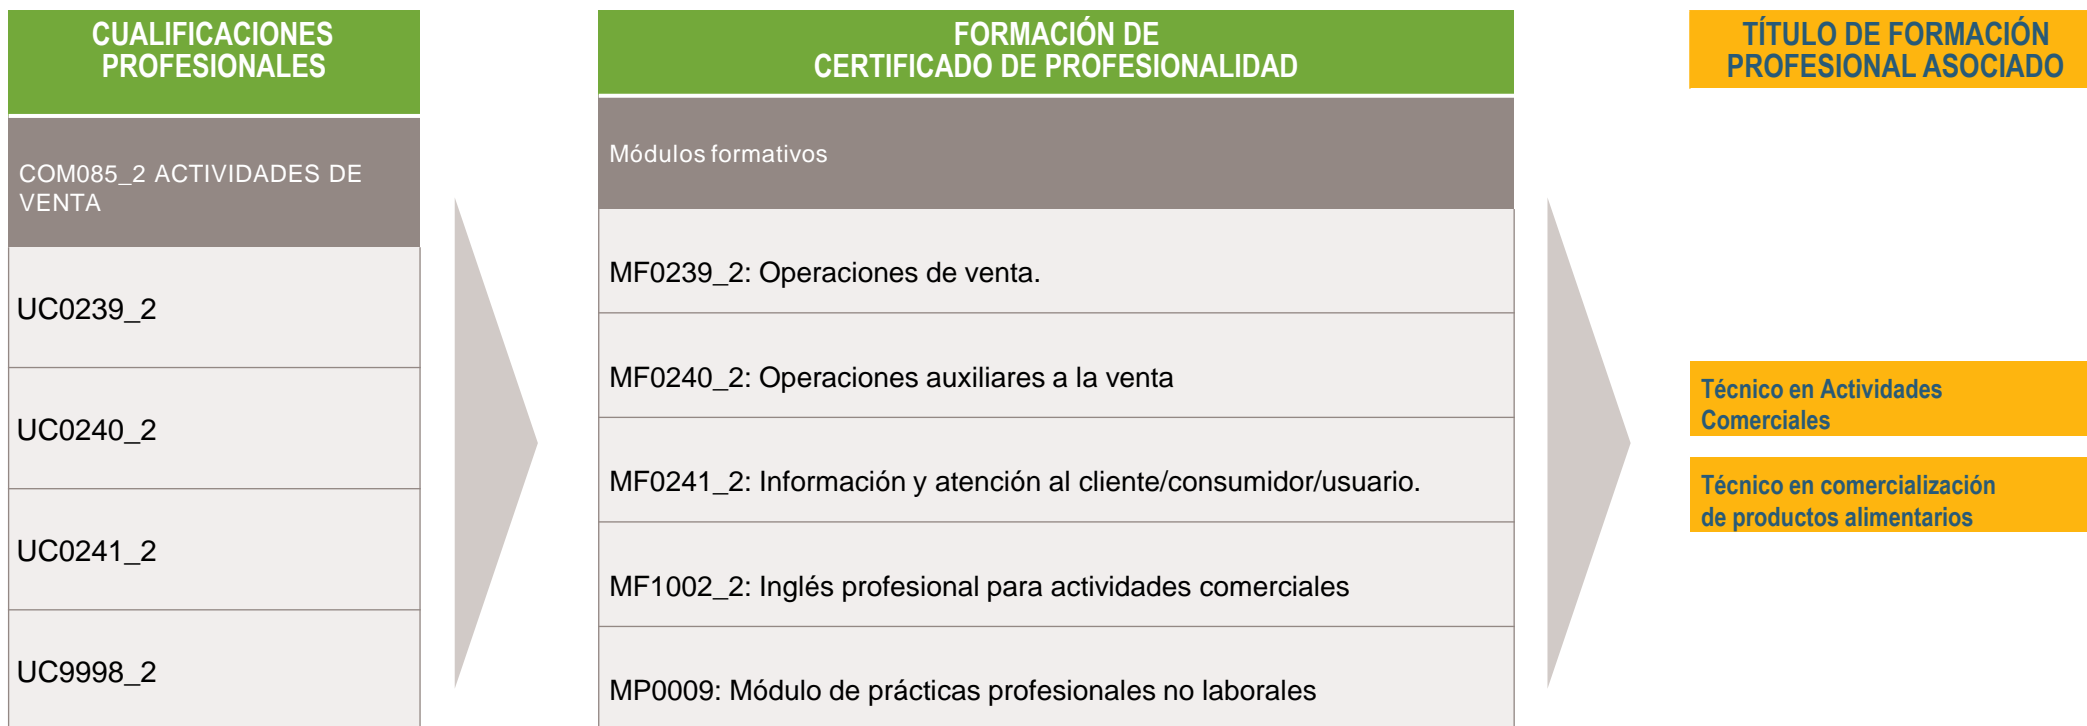 CUALIFICACIONES
PROFESIONALES
COM085_2 ACTIVIDADES DE
VENTA
UC0239_2
UC0240_2
UC0241_2
UC9998_2
FORMACIÓN DE
CERTIFICADO DE PROFESIONALIDAD
Módulos formativos
MF0239_2: Operaciones de venta.
MF0240_2: Operaciones auxiliares a la venta
MF0241_2: Información y atención al cliente/consumidor/usuario.
MF1002_2: Inglés profesional para actividades comerciales
MP0009: Módulo de prácticas profesionales no laborales
TÍTULO DE FORMACIÓN
PROFESIONAL ASOCIADO
Técnico en Actividades
Comerciales
Técnico en comercialización
de productos alimentarios